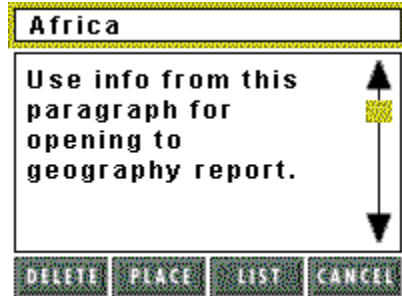 Africa
Use info from this
paragraph for
opening to
geography report.
DELETE PLACE LIST CANCEL